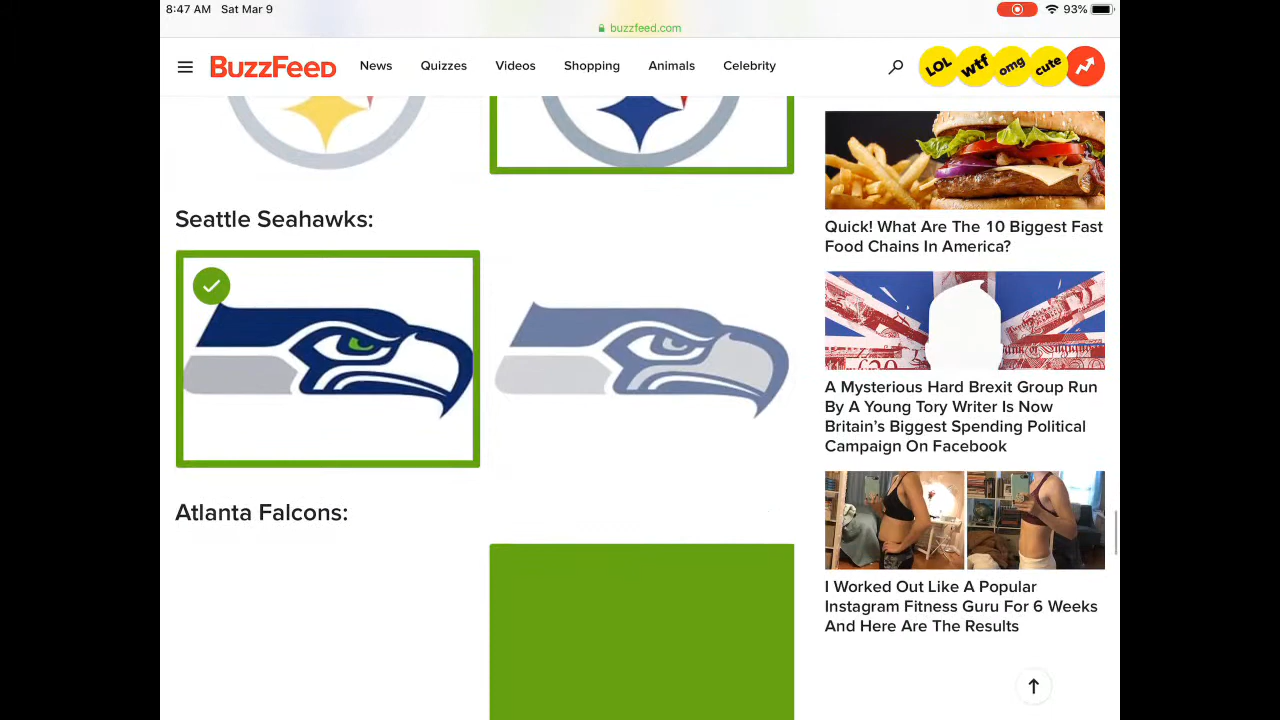 8:47 AM Sat Mar 9
93%
buzzfeed.com
BuzzFeed
News Quizzes Videos Shopping Animals Celebrity
LOL wtf omg cute
Seattle Seahawks:
Atlanta Falcons:
Quick! What Are The 10 Biggest Fast
Food Chains In America?
A Mysterious Hard Brexit Group Run
By A Young Tory Writer Is Now
Britain's Biggest Spending Political
Campaign On Facebook
I Worked Out Like A Popular
Instagram Fitness Guru For 6 Weeks
And Here Are The Results